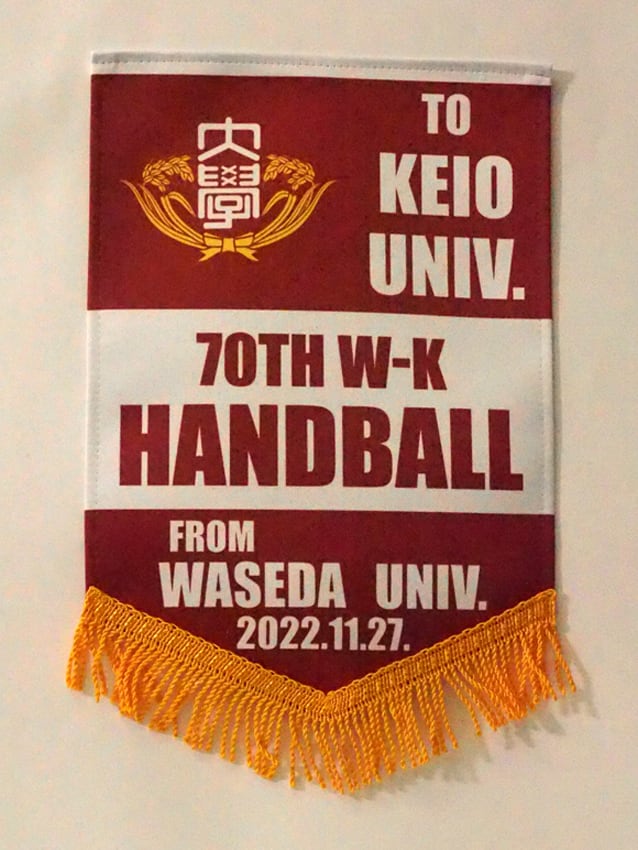 大學
TO
KEIO
UNIV.
70TH W-K
HANDBALL
FROM
WASEDA UNIV.
2022.11.27.